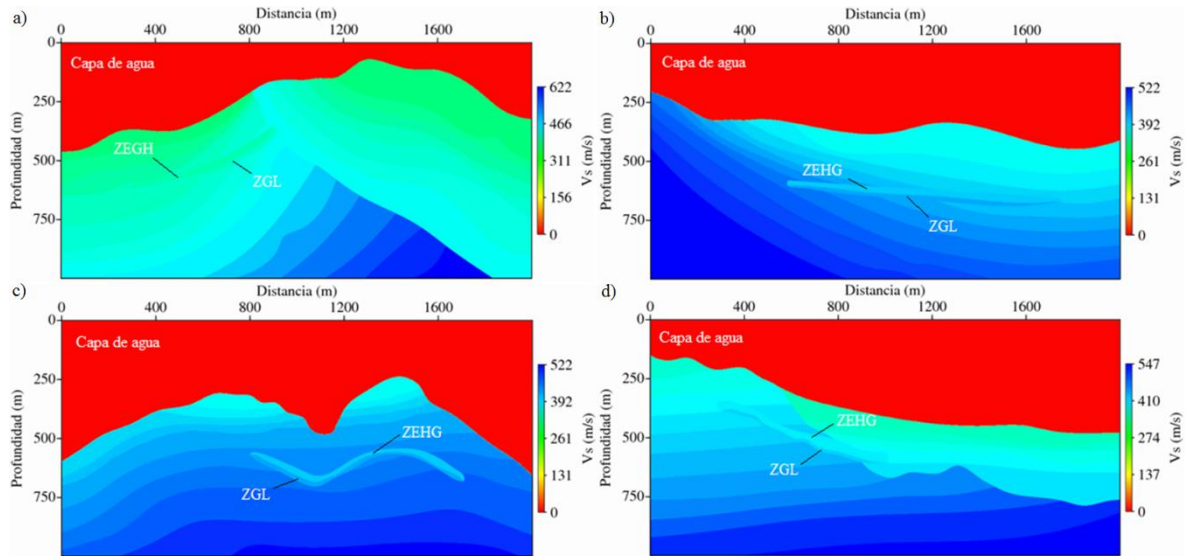 a)
Distancia (m)
0 400 800 1200 1600
Profundidad (m)
0
250
500
750
Capa de agua
ZEGH
ZGL
622
466
311
156
0
Vs (m/s)
b)
Distancia (m)
0 400 800 1200 1600
Profundidad (m)
0
250
500
750
Capa de agua
ZEHG
ZGL
522
392
261
131
0
Vs (m/s)
c)
Distancia (m)
0 400 800 1200 1600
Profundidad (m)
0
250
500
750
Capa de agua
ZEHG
ZGL
522
392
261
131
0
Vs (m/s)
d)
Distancia (m)
0 400 800 1200 1600
Profundidad (m)
0
250
500
750
Capa de agua
ZEHG
ZGL
547
410
274
137
0
Vs (m/s)